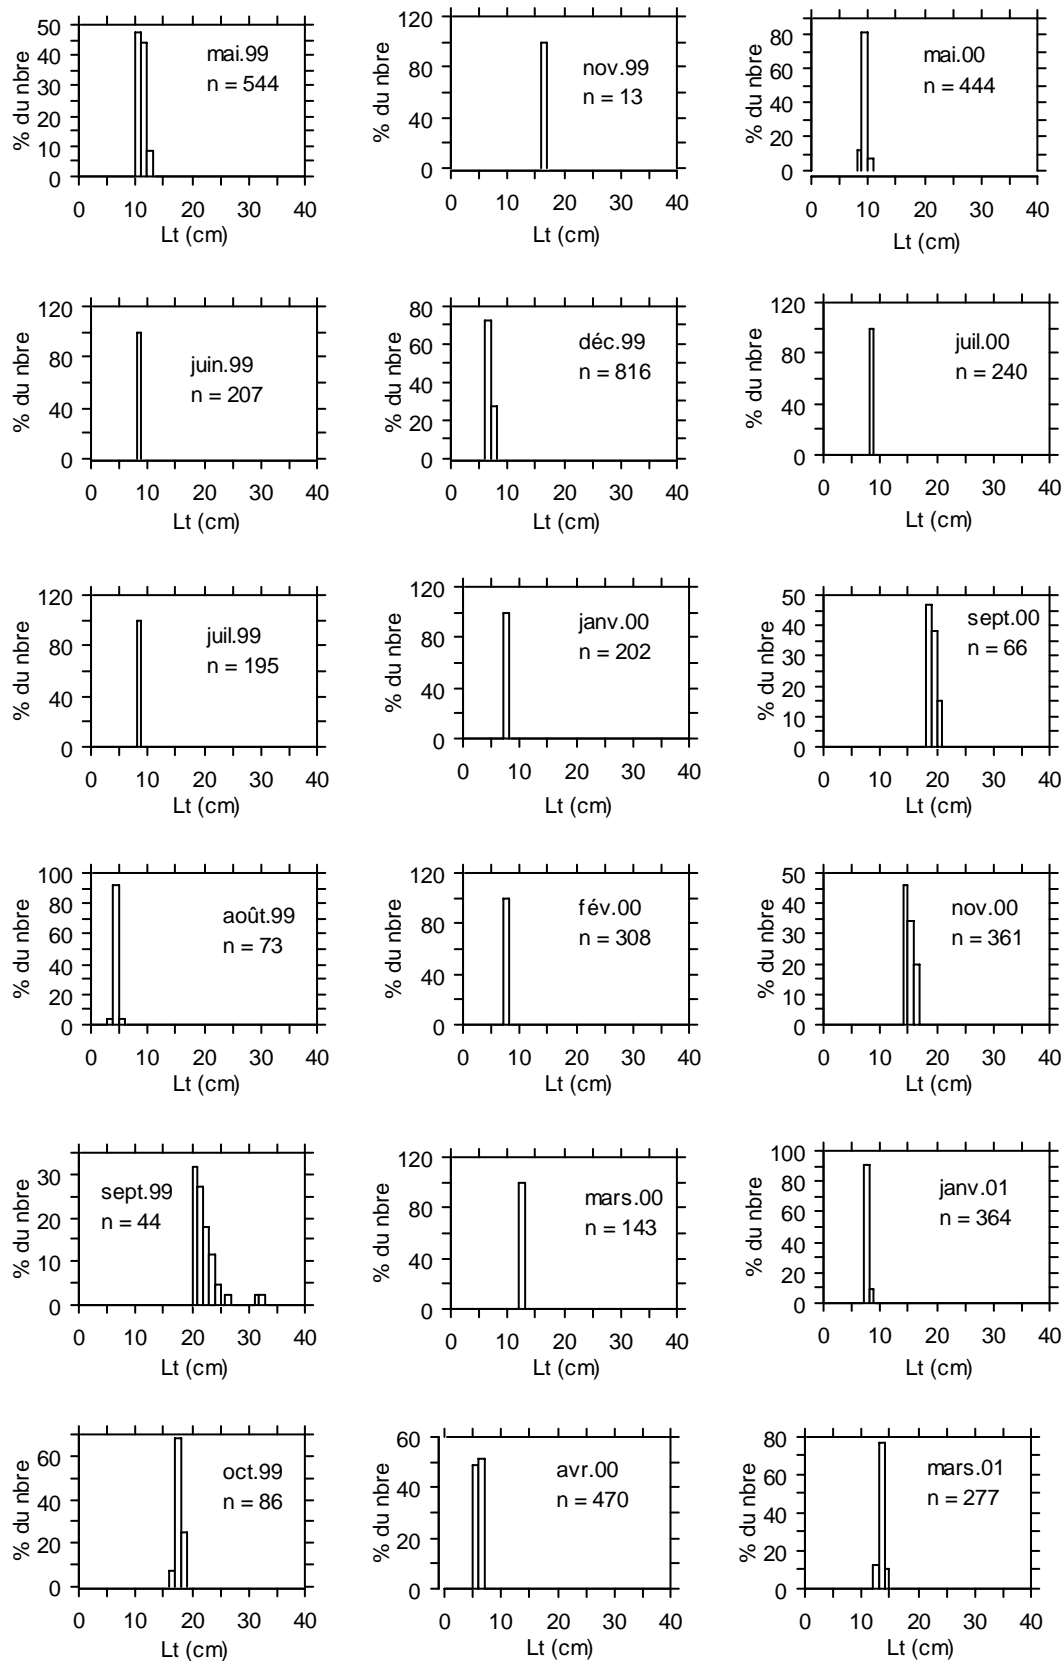 50
40
30
20
10
0
% du nbre
mai.99
n = 544
0 10 20 30 40
Lt (cm)
120
80
40
0
% du nbre
nov.99
n = 13
0 10 20 30 40
Lt (cm)
80
60
40
20
0
% du nbre
mai.00
n = 444
0 10 20 30 40
Lt (cm)
120
80
40
0
% du nbre
juin.99
n = 207
0 10 20 30 40
Lt (cm)
80
60
40
20
0
% du nbre
déc.99
n = 816
0 10 20 30 40
Lt (cm)
120
80
40
0
% du nbre
juil.00
n = 240
0 10 20 30 40
Lt (cm)
120
80
40
0
% du nbre
juil.99
n = 195
0 10 20 30 40
Lt (cm)
120
80
40
0
% du nbre
janv.00
n = 202
0 10 20 30 40
Lt (cm)
50
40
30
20
10
0
% du nbre
sept.00
n = 66
0 10 20 30 40
Lt (cm)
100
80
60
40
20
0
% du nbre
août.99
n = 73
0 10 20 30 40
Lt (cm)
120
80
40
0
% du nbre
fév.00
n = 308
0 10 20 30 40
Lt (cm)
50
40
30
20
10
0
% du nbre
nov.00
n = 361
0 10 20 30 40
Lt (cm)
30
20
10
0
% du nbre
sept.99
n = 44
0 10 20 30 40
Lt (cm)
120
80
40
0
% du nbre
mars.00
n = 143
0 10 20 30 40
Lt (cm)
100
80
60
40
20
0
% du nbre
janv.01
n = 364
0 10 20 30 40
Lt (cm)
60
40
20
0
% du nbre
oct.99
n = 86
0 10 20 30 40
Lt (cm)
60
40
20
0
% du nbre
avr.00
n = 470
0 10 20 30 40
Lt (cm)
80
60
40
20
0
% du nbre
mars.01
n = 277
0 10 20 30 40
Lt (cm)